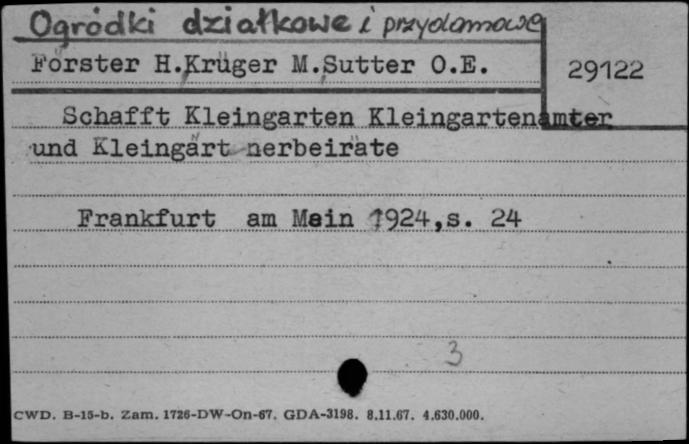 Ogródki działkowe i przydomowe
Förster H.Krüger M.Sutter O.E.
29122
Schafft Kleingarten Kleingartenämter
und Kleingärtnerbeiräte
Frankfurt am Mein 1924,s. 24
3
CWD. B-15-b. Zam. 1726-DW-On-67. GDA-3198. 8.11.67. 4.630.000.